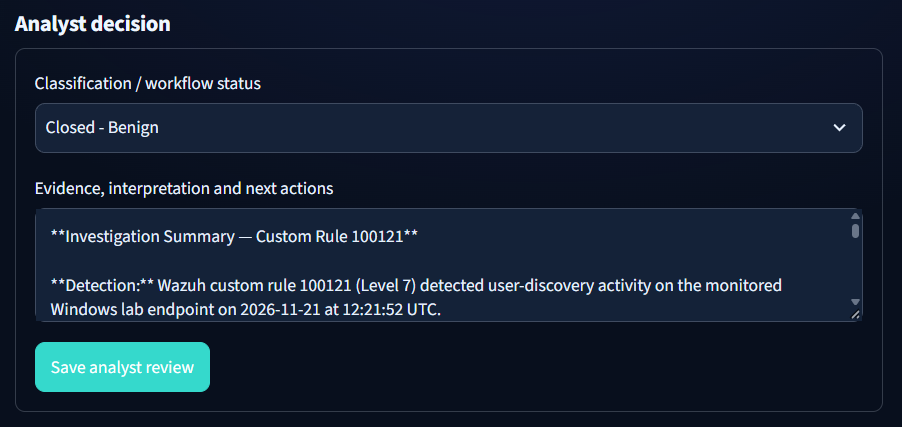 Analyst decision
Classification / workflow status
Closed - Benign
Evidence, interpretation and next actions
**Investigation Summary — Custom Rule 100121**
**Detection:** Wazuh custom rule 100121 (Level 7) detected user-discovery activity on the monitored
Windows lab endpoint on 2026-11-21 at 12:21:52 UTC.
Save analyst review